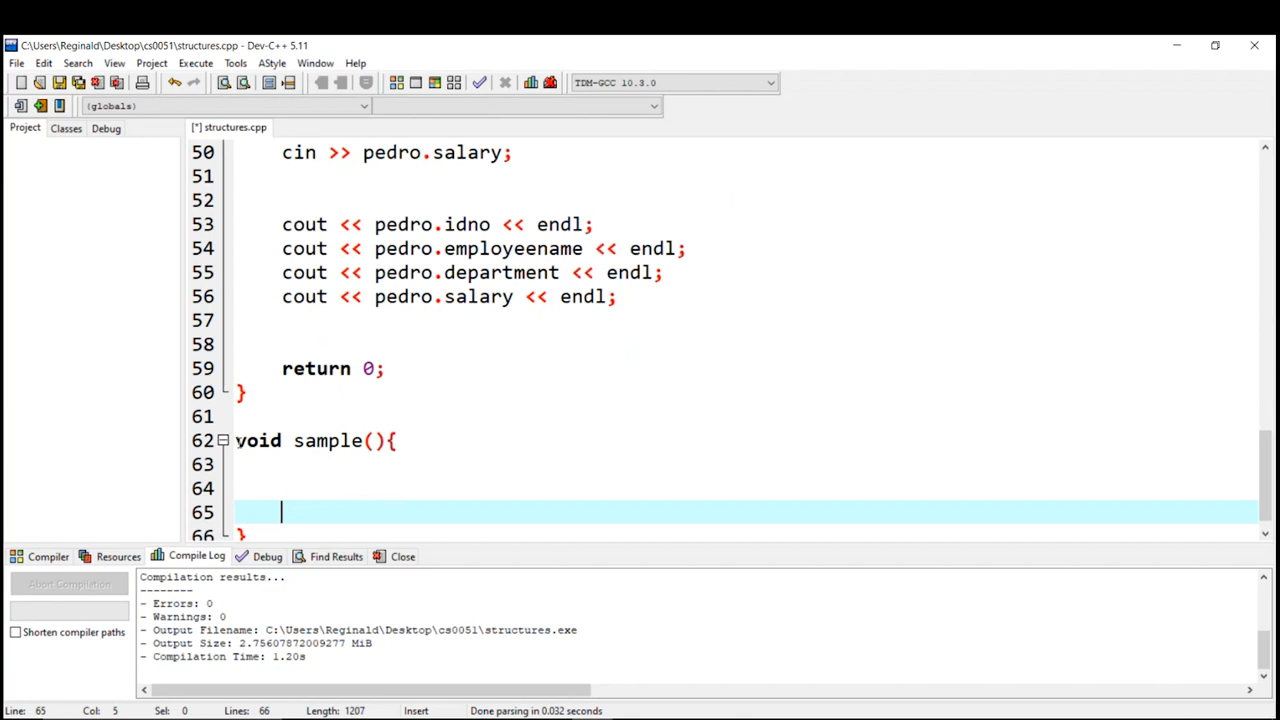 C:\Users\Reginald\Desktop\cs0051\structures.cpp - Dev-C++ 5.11
File Edit Search View Project Execute Tools AStyle Window Help
TDM-GCC 10.3.0
(globals)
Project Classes Debug
[*] structures.cpp
50 cin >> pedro.salary;
51
52
53 cout << pedro.idno << endl;
54 cout << pedro.employeename << endl;
55 cout << pedro.department << endl;
56 cout << pedro.salary << endl;
57
58
59 return 0;
60 }
61
62 void sample(){
63
64
65
66 }
Compiler Resources Compile Log Debug Find Results Close
Abort Compilation
Shorten compiler paths
Compilation results...
--------
- Errors: 0
- Warnings: 0
- Output Filename: C:\Users\Reginald\Desktop\cs0051\structures.exe
- Output Size: 2.75607872009277 MiB
- Compilation Time: 1.20s
Line: 65 Col: 5 Sel: 0 Lines: 66 Length: 1207 Insert Done parsing in 0.032 seconds